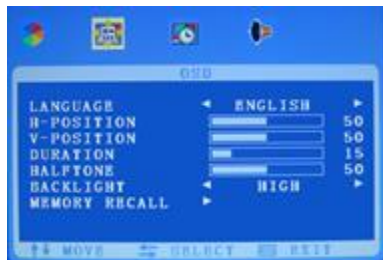 OSD
LANGUAGE ENGLISH
H-POSITION 50
V-POSITION 50
DURATION 15
HALFTONE 50
BACKLIGHT HIGH
MEMORY RECALL
MOVE SELECT EXIT